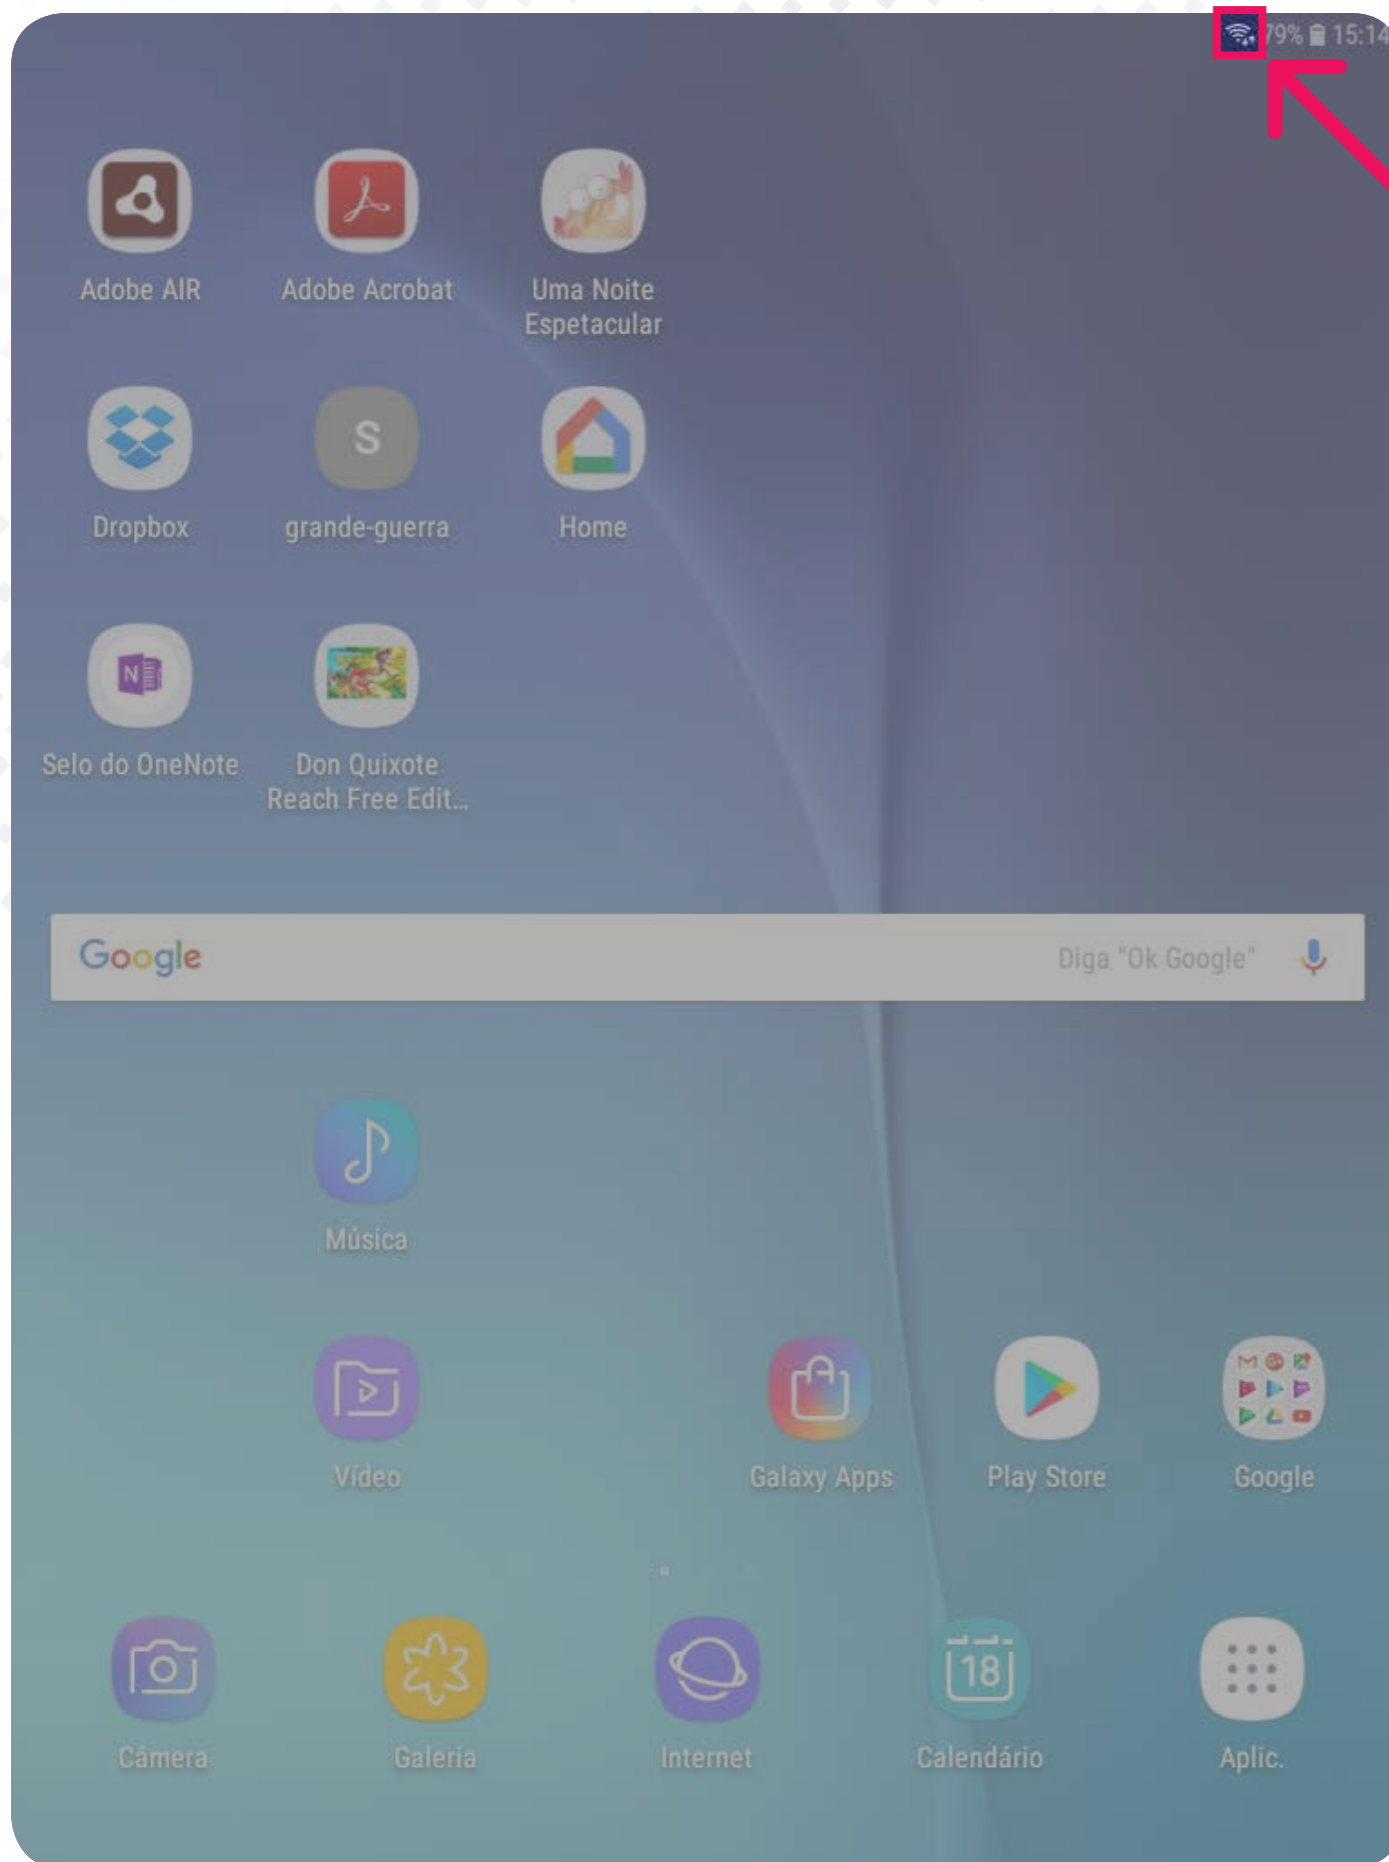 79% 15:14
Adobe AIR
Adobe Acrobat
Uma Noite
Espetacular
Dropbox
S
grande-guerra
Home
N
Selo do OneNote
Don Quixote
Reach Free Edit...
Google
Diga "Ok Google"
Música
Vídeo
Galaxy Apps
Play Store
Google
Câmera
Galeria
Internet
18
Calendário
Aplic.